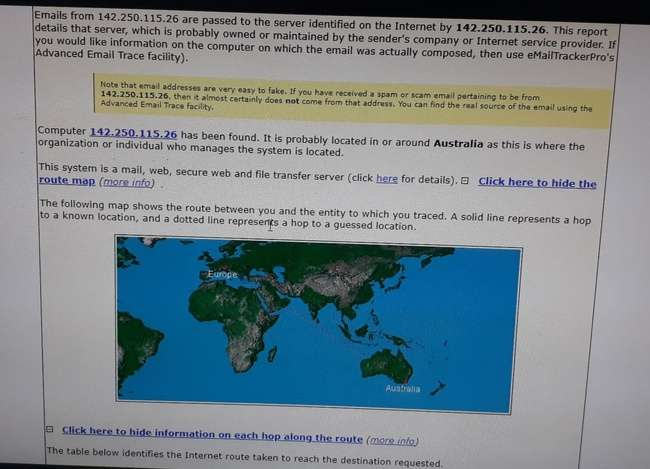 Emails from 142.250.115.26 are passed to the server identified on the Internet by 142.250.115.26. This report
details that server, which is probably owned or maintained by the sender's company or Internet service provider. If
you would like information on the computer on which the email was actually composed, then use eMailTrackerPro's
Advanced Email Trace facility).
Note that email addresses are very easy to fake. If you have received a spam or scam email pertaining to be from
142.250.115.26, then it almost certainly does not come from that address. You can find the real source of the email using the
Advanced Email Trace facility.
Computer 142.250.115.26 has been found. It is probably located in or around Australia as this is where the
organization or individual who manages the system is located.
This system is a mail, web, secure web and file transfer server (click here for details). Click here to hide the
route map (more info)
The following map shows the route between you and the entity to which you traced. A solid line represents a hop
to a known location, and a dotted line represents a hop to a guessed location.
Europe
Australia
Click here to hide information on each hop along the route (more info)
The table below identifies the Internet route taken to reach the destination requested.